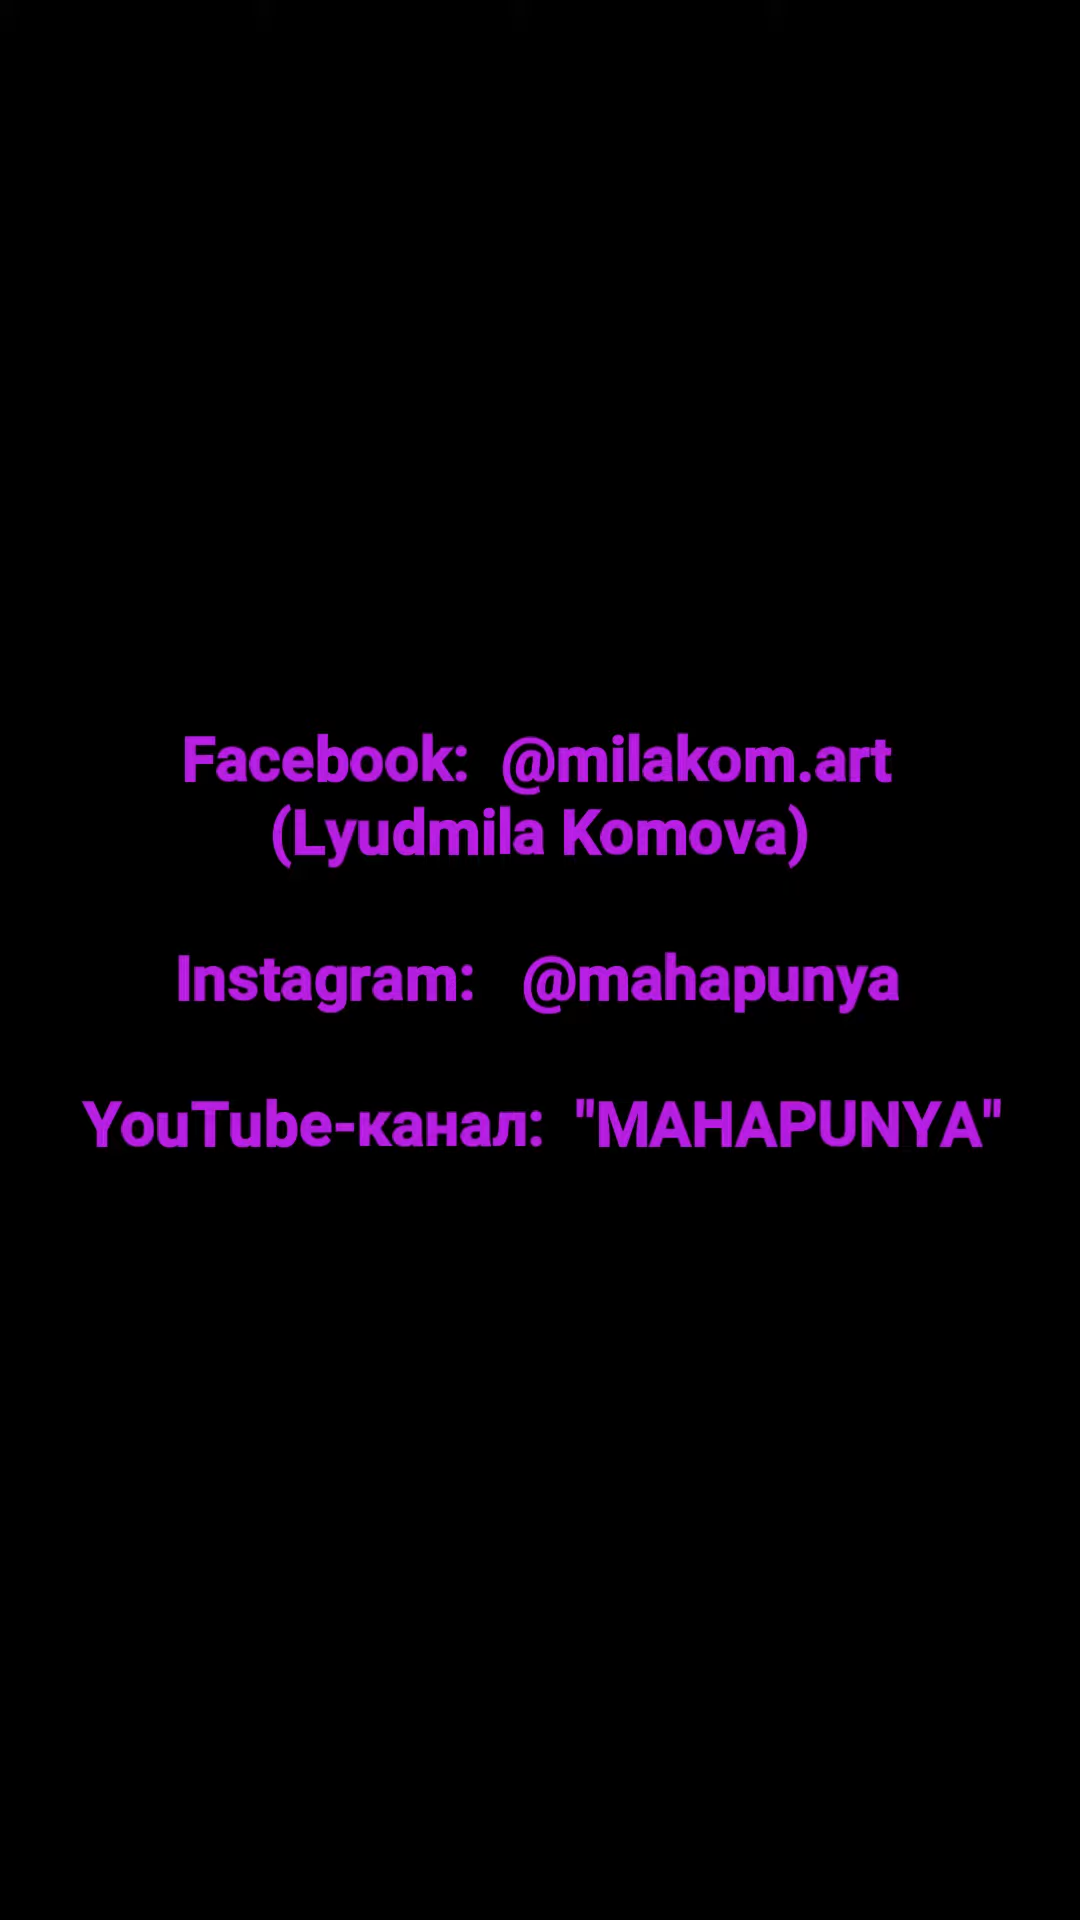 Facebook:  @milakom.art
(Lyudmila Komova)
Instagram:   @mahapunya
YouTube-канал:  "MAHAPUNYA"